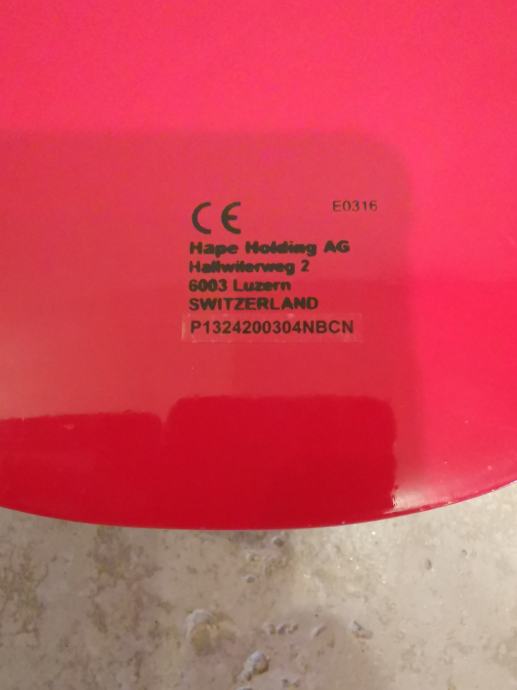 CE E0316
Hape Holding AG
Hallwilerweg 2
6003 Luzern
SWITZERLAND
P1324200304NBCN